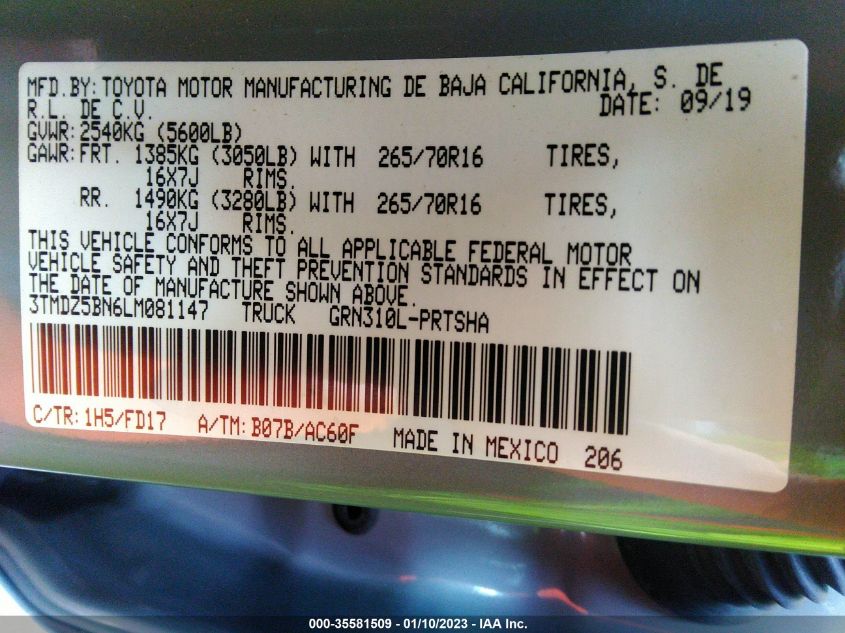 MFD.BY: TOYOTA MOTOR MANUFACTURING DE BAJA CALIFORNIA, S. DE
R.L. DE C.V. DATE: 09/19
GVWR: 2540KG (5600LB)
GAWR: FRT. 1385KG (3050LB) WITH 265/70R16 TIRES,
16X7J RIMS.
RR. 1490KG (3280LB) WITH 265/70R16 TIRES,
16X7J RIMS.
THIS VEHICLE CONFORMS TO ALL APPLICABLE FEDERAL MOTOR
VEHICLE SAFETY AND THEFT PREVENTION STANDARDS IN EFFECT ON
THE DATE OF MANUFACTURE SHOWN ABOVE.
3TMDZ5BN6LM081147 TRUCK GRN310L-PRTSHA
C/TR: 1H5/FD17 A/TM: B07B/AC60F MADE IN MEXICO 206
000-35581509 - 01/10/2023 - IAA Inc.